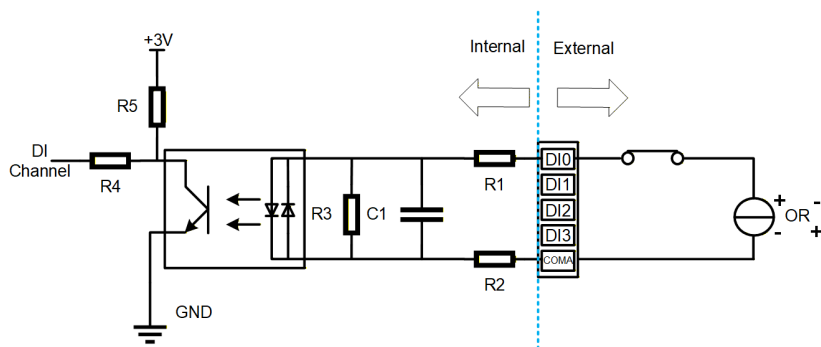 Internal
External
+3V
R5
DI
Channel
R4
R3
C1
R1
DI0
DI1
DI2
DI3
COMA
R2
+ -
OR
- +
GND